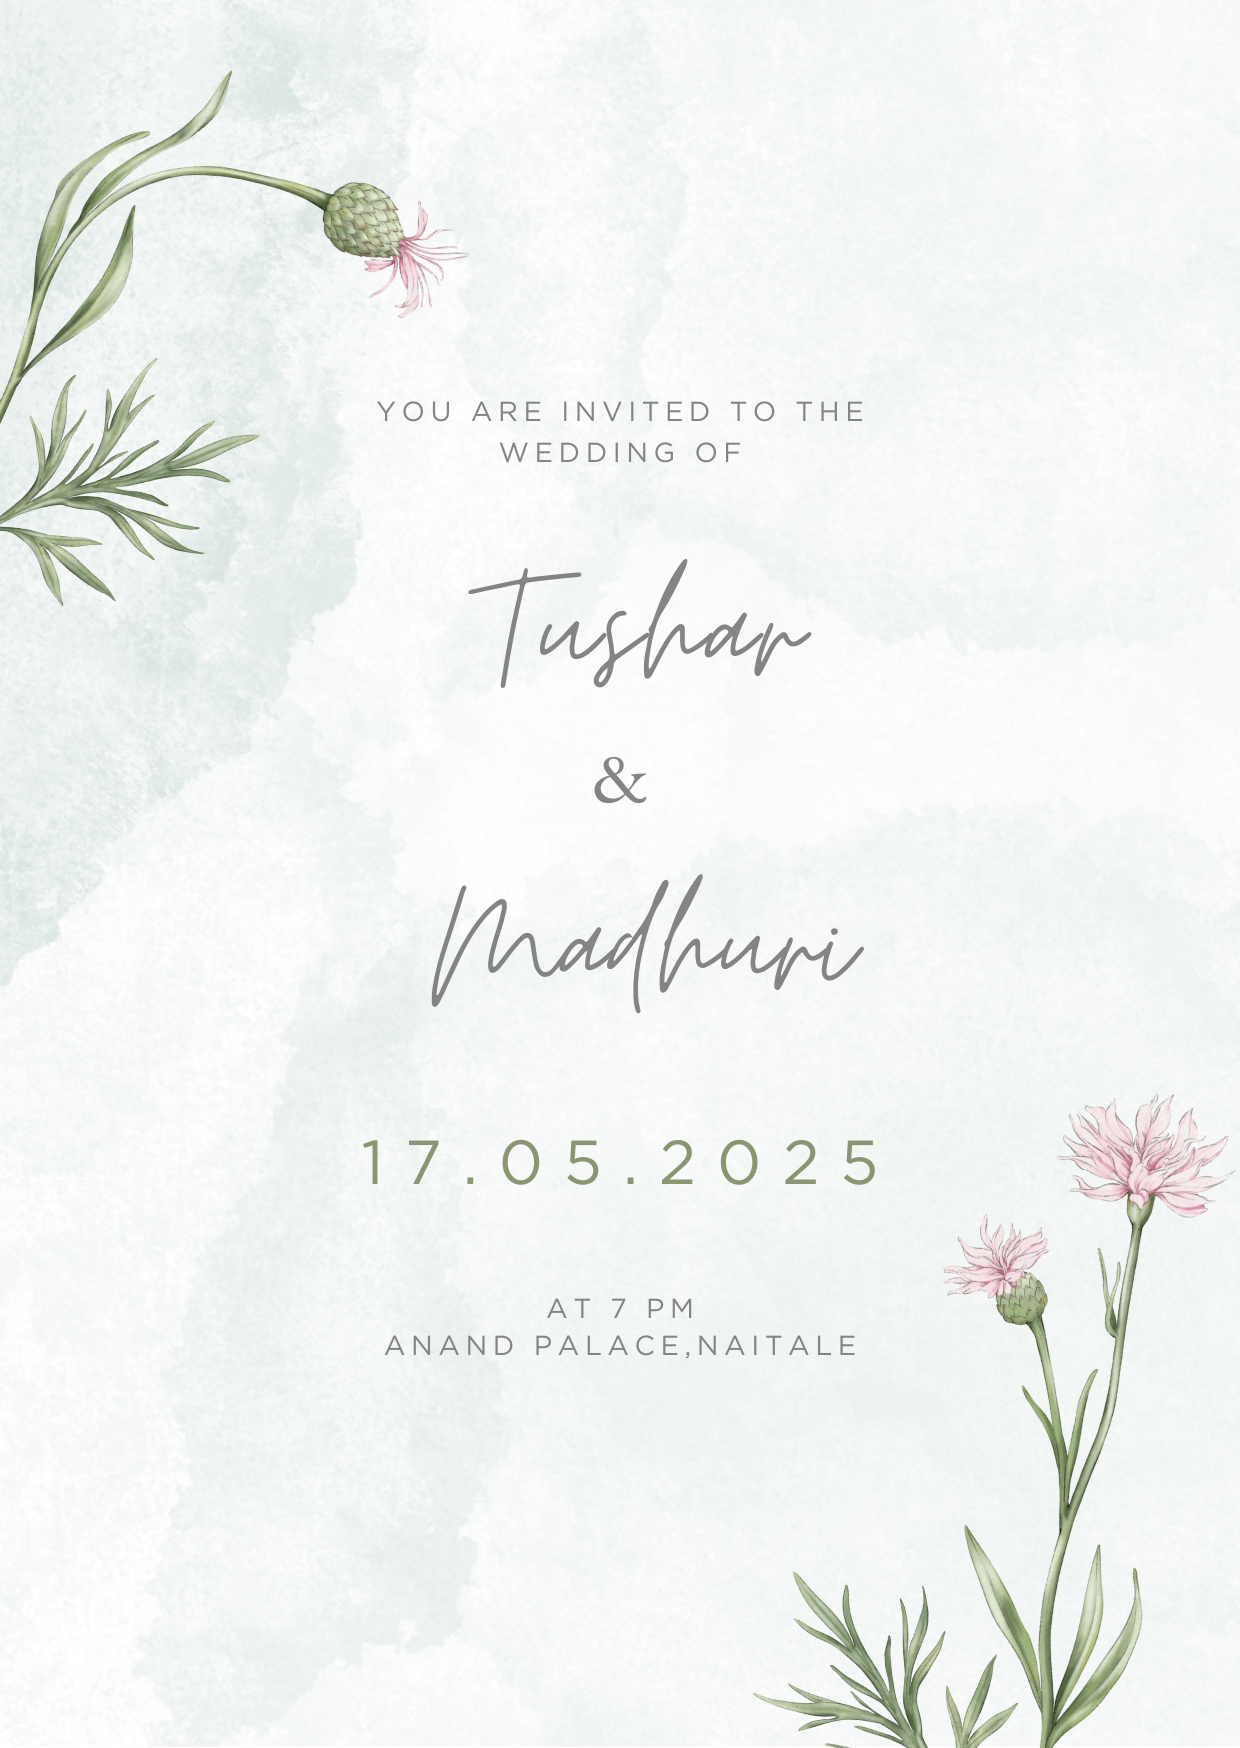 YOU ARE INVITED TO THE
WEDDING OF
Tushar
&
Madhuri
17.05.2025
AT 7 PM
ANAND PALACE,NAITALE